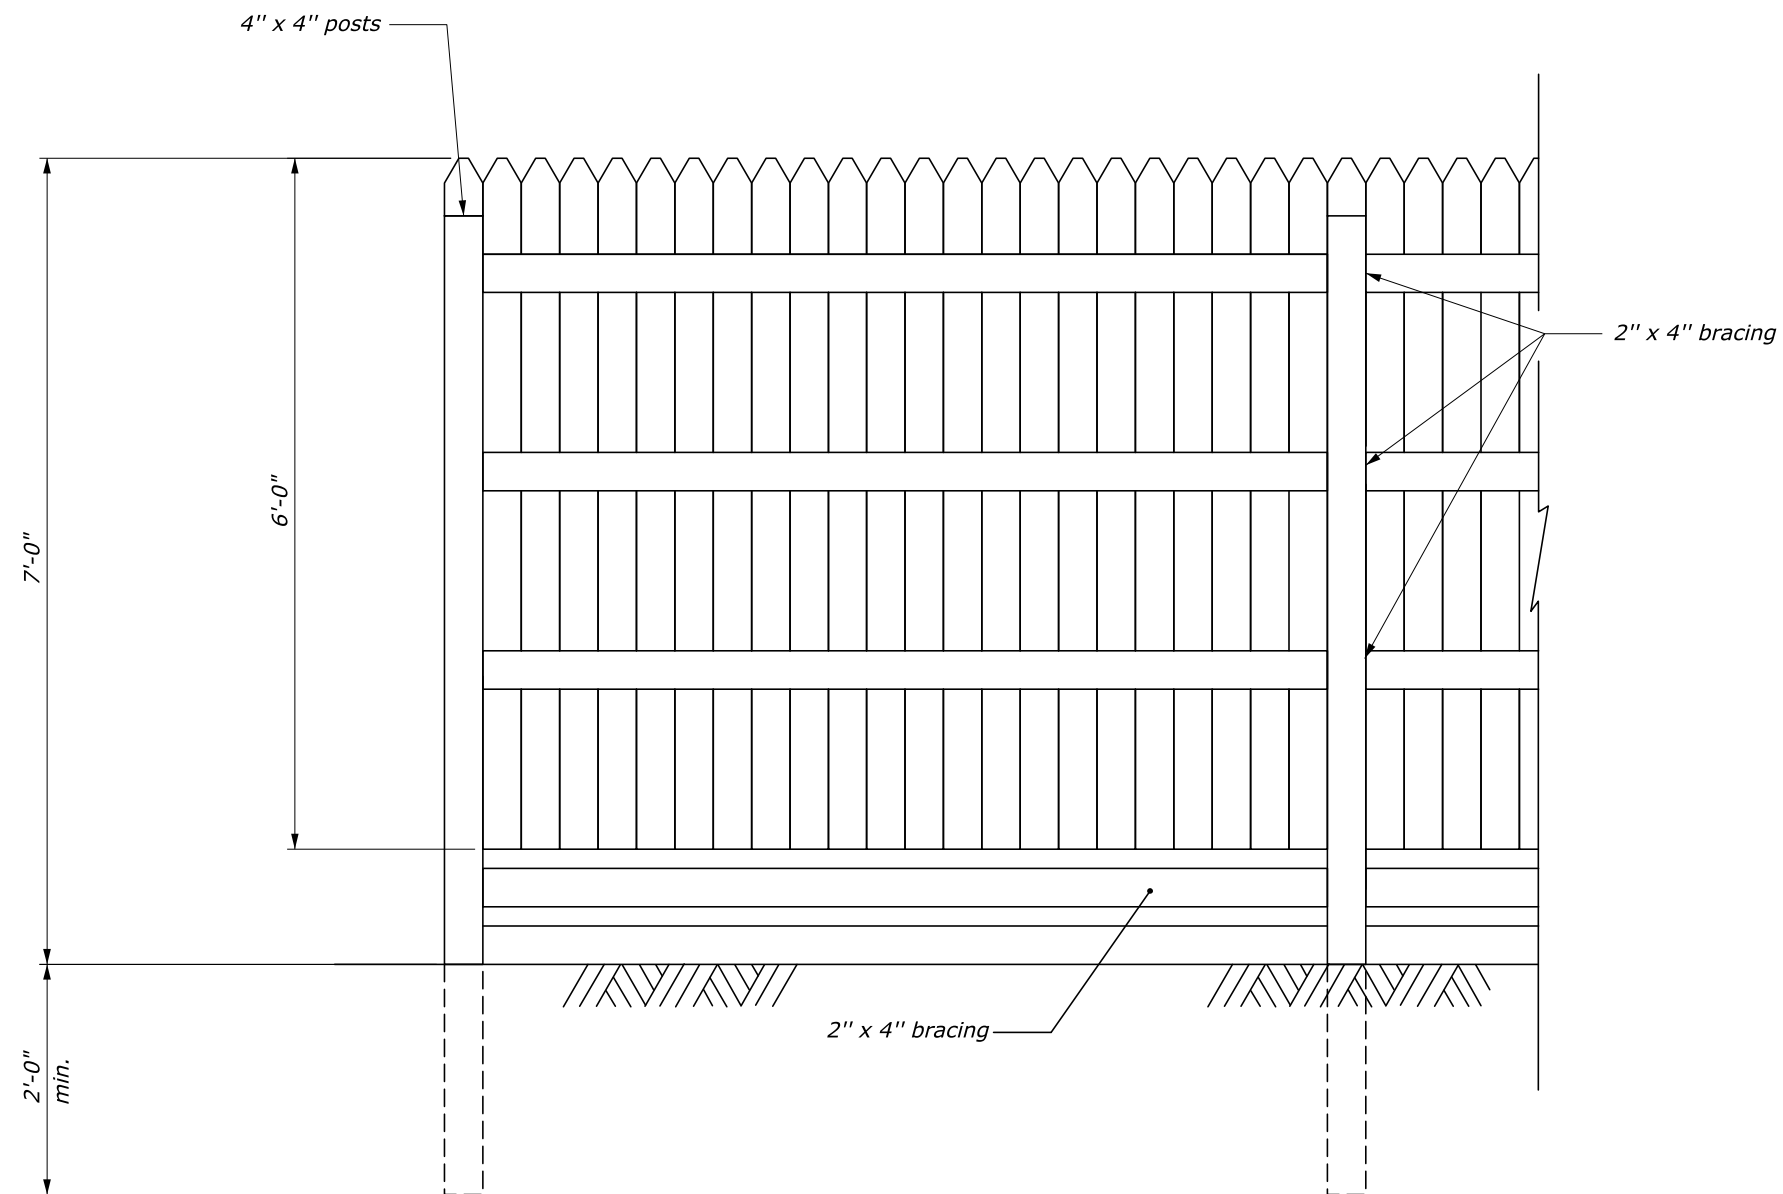 4'' x 4'' posts
2'' x 4'' bracing
6'-0"
7'-0"
2'' x 4'' bracing
2'-0"
min.